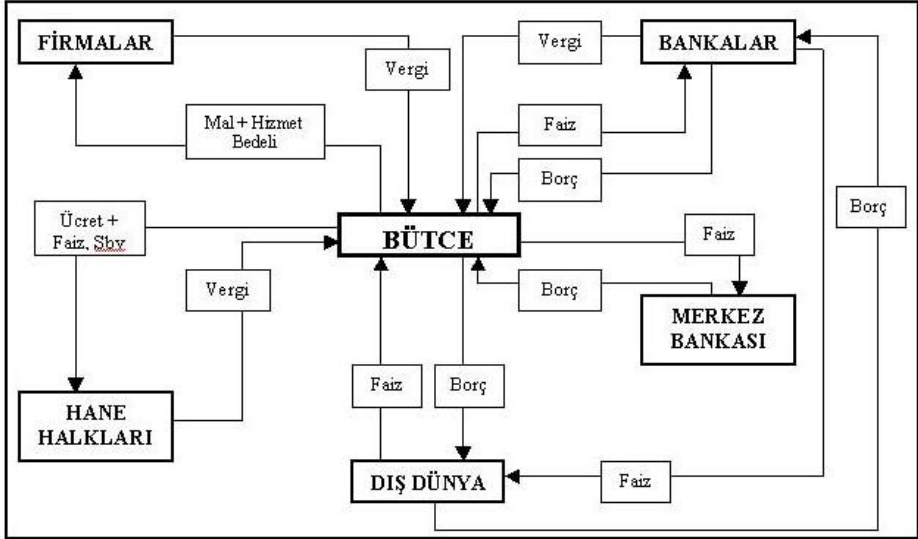 FİRMALAR
Vergi
Vergi
BANKALAR
Mal + Hizmet
Bedeli
Faiz
Borç
Borç
Ücret +
Faiz, Sby
BÜTCE
Faiz
Vergi
Borç
MERKEZ
BANKASI
Faiz
Borç
HANE
HALKLARI
DIŞ DÜNYA
Faiz